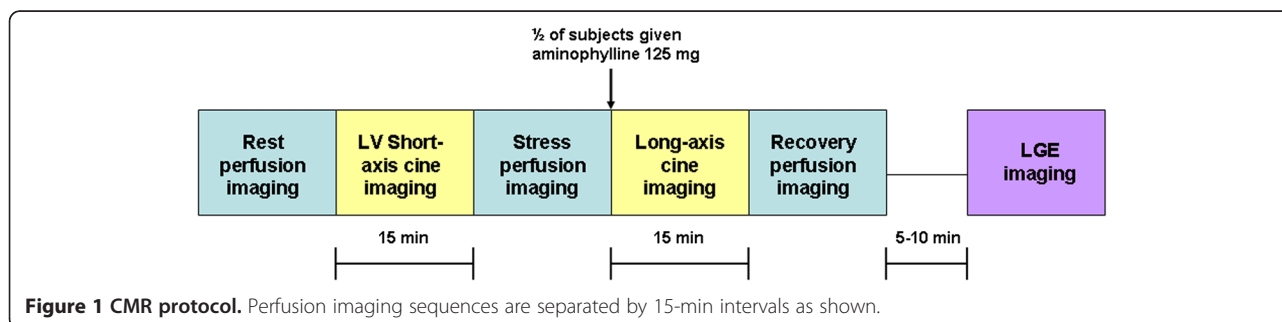 ½ of subjects given
aminophylline 125 mg
Rest
perfusion
imaging
LV Short-
axis cine
imaging
Stress
perfusion
imaging
Long-axis
cine
imaging
Recovery
perfusion
imaging
LGE
imaging
15 min
15 min
5-10 min
Figure 1 CMR protocol. Perfusion imaging sequences are separated by 15-min intervals as shown.